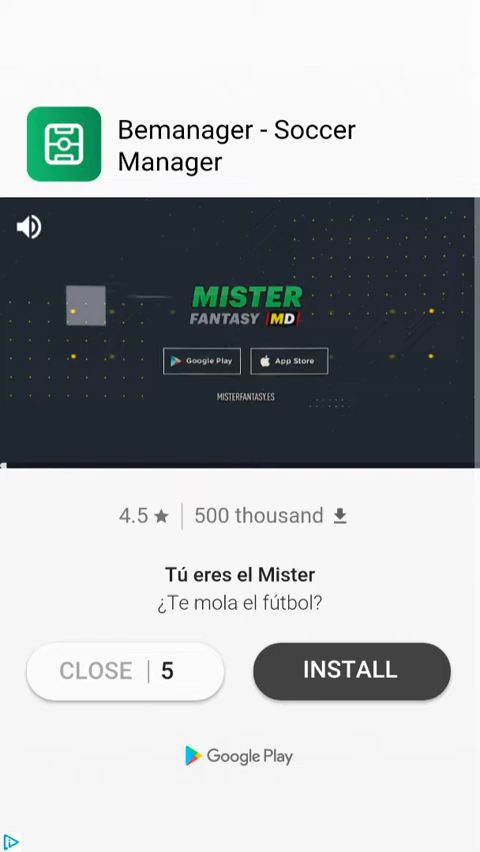 Bemanager - Soccer
Manager
MISTER
FANTASY MD
Google Play
App Store
MISTERFANTASY.ES
4.5 ★ | 500 thousand
Tú eres el Mister
¿Te mola el fútbol?
CLOSE | 5
INSTALL
Google Play